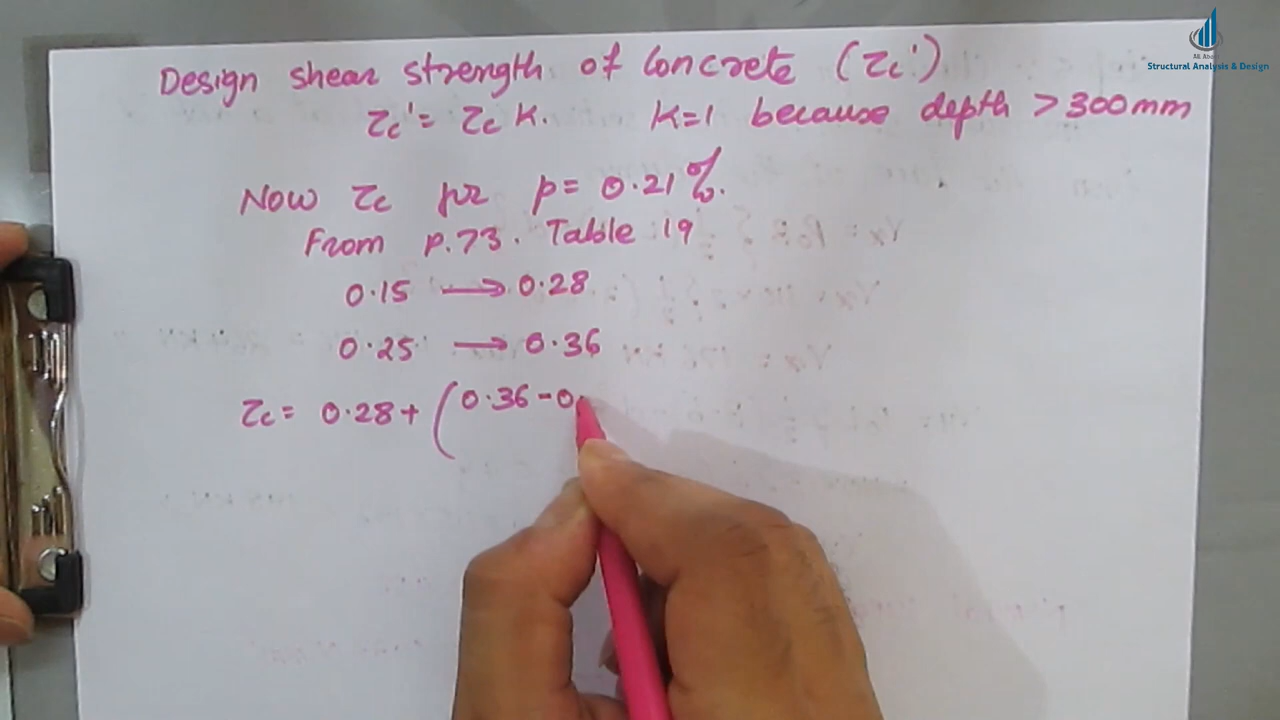 Design shear strength of Concrete (τc')
τc' = τc K. K=1 because depth > 300mm
Now τc for p = 0.21%.
From P.73. Table 19
0.15 → 0.28
0.25 → 0.36
τc = 0.28 + (0.36 - 0.
Structural Analysis & Design